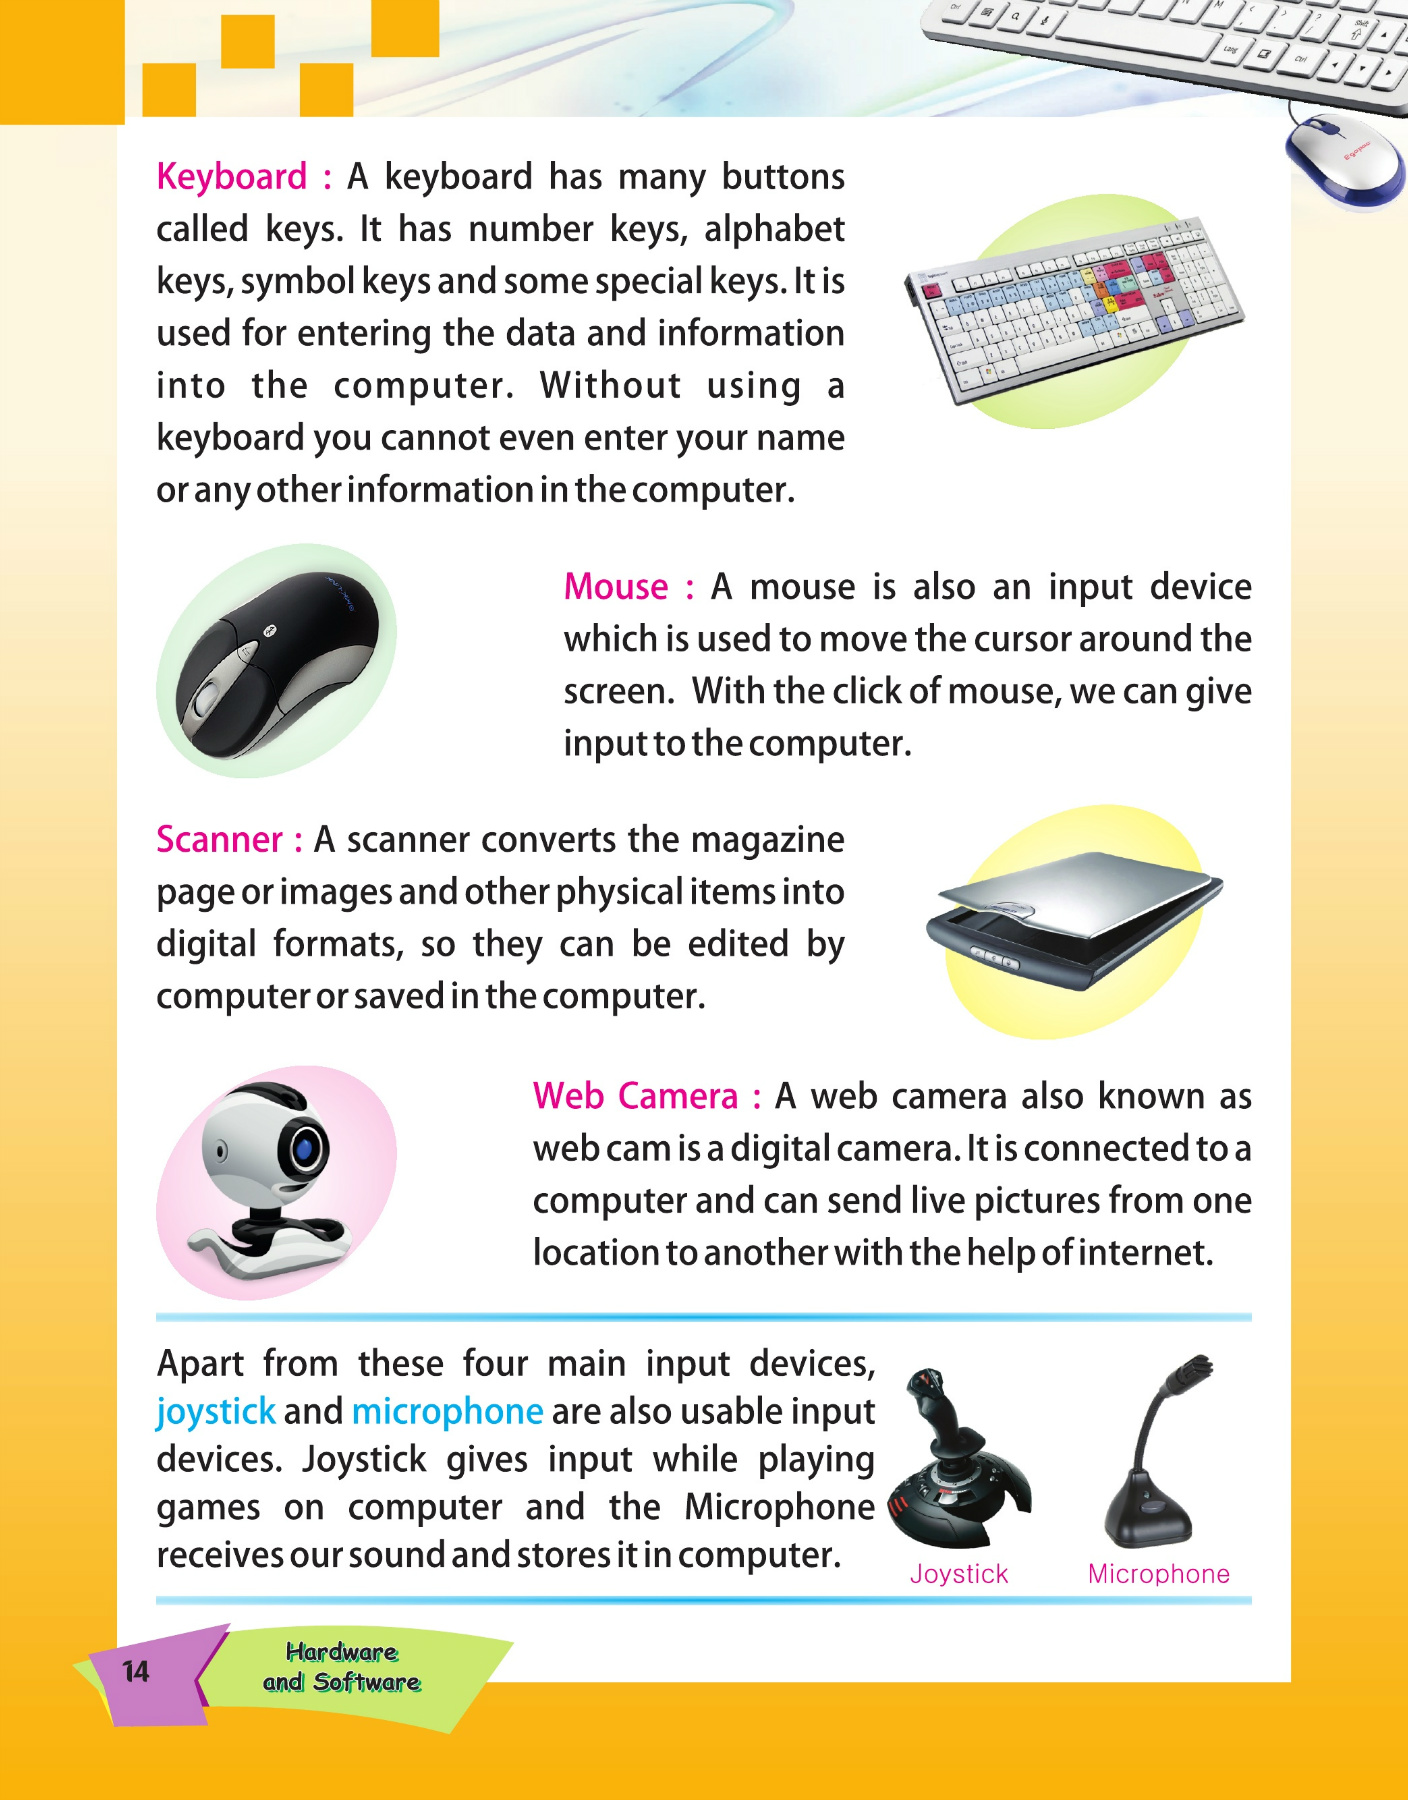 Keyboard : A keyboard has many buttons
called keys. It has number keys, alphabet
keys, symbol keys and some special keys. It is
used for entering the data and information
into the computer. Without using a
keyboard you cannot even enter your name
or any other information in the computer.
Mouse : A mouse is also an input device
which is used to move the cursor around the
screen. With the click of mouse, we can give
input to the computer.
Scanner : A scanner converts the magazine
page or images and other physical items into
digital formats, so they can be edited by
computer or saved in the computer.
Web Camera : A web camera also known as
web cam is a digital camera. It is connected to a
computer and can send live pictures from one
location to another with the help of internet.
Apart from these four main input devices,
joystick and microphone are also usable input
devices. Joystick gives input while playing
games on computer and the Microphone
receives our sound and stores it in computer.
Joystick
Microphone
14
Hardware
and Software